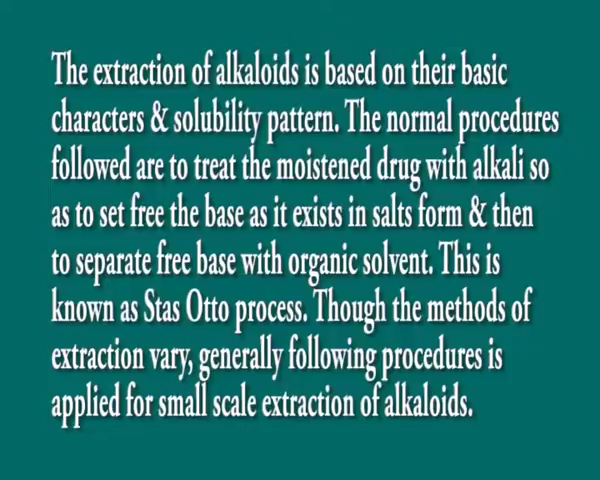 The extraction of alkaloids is based on their basic
characters & solubility pattern. The normal procedures
followed are to treat the moistened drug with alkali so
as to set free the base as it exists in salts form & then
to separate free base with organic solvent. This is
known as Stas Otto process. Though the methods of
extraction vary, generally following procedures is
applied for small scale extraction of alkaloids.